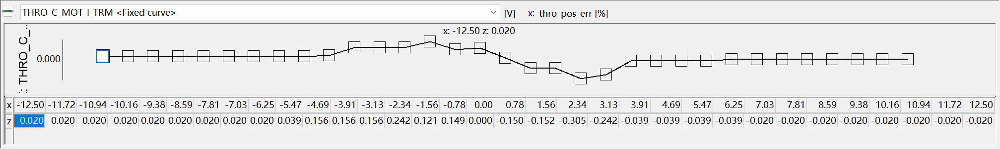 THRO_C_MOT_I_TRM <Fixed curve> [V] x: thro_pos_err [%]
x: -12.50 z: 0.020
.: THRO_C_.:
0.000
x -12.50 -11.72 -10.94 -10.16 -9.38 -8.59 -7.81 -7.03 -6.25 -5.47 -4.69 -3.91 -3.13 -2.34 -1.56 -0.78 0.00 0.78 1.56 2.34 3.13 3.91 4.69 5.47 6.25 7.03 7.81 8.59 9.38 10.16 10.94 11.72 12.50
z 0.020 0.020 0.020 0.020 0.020 0.020 0.020 0.020 0.020 0.039 0.156 0.156 0.156 0.242 0.121 0.149 0.000 -0.150 -0.152 -0.305 -0.242 -0.039 -0.039 -0.039 -0.039 -0.020 -0.020 -0.020 -0.020 -0.020 -0.020 -0.020 -0.020